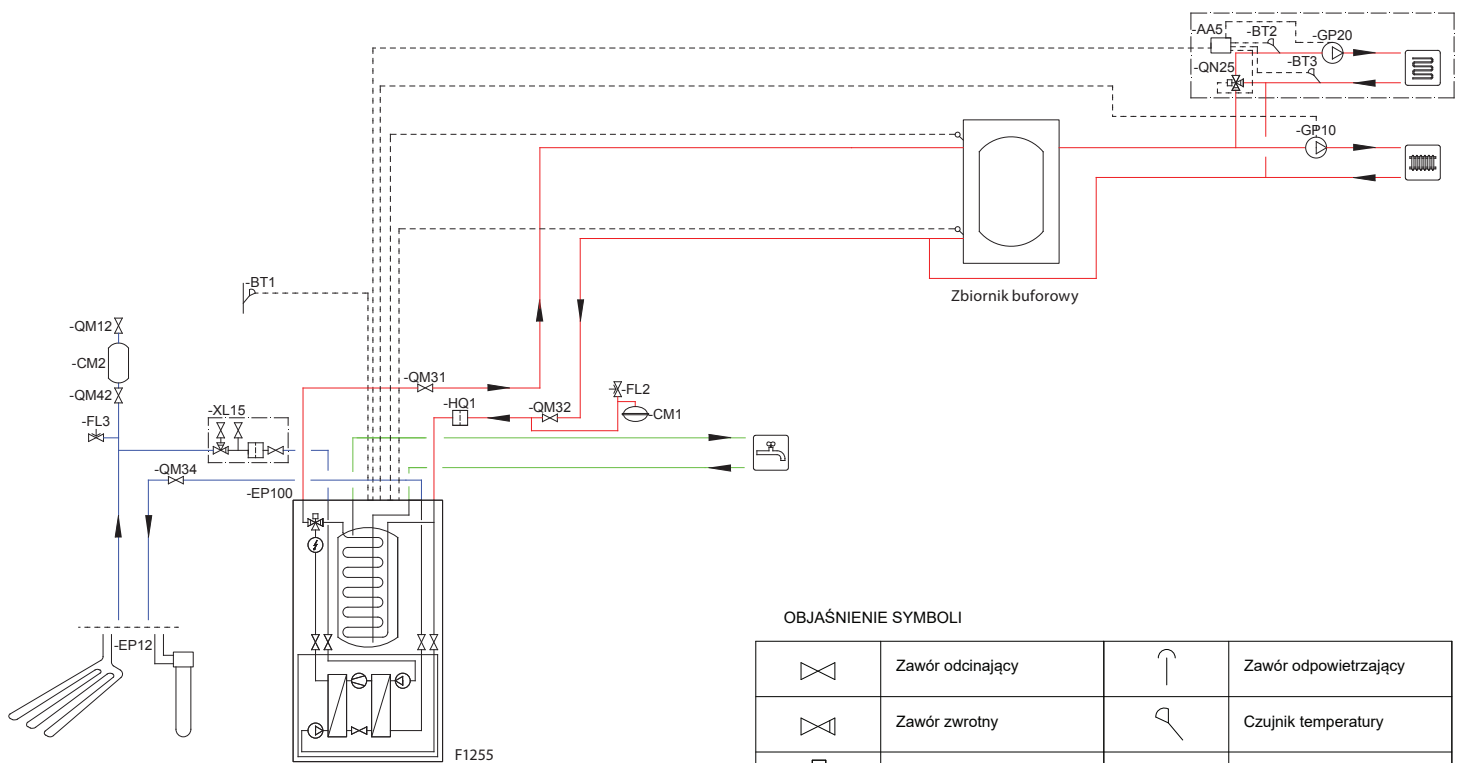 -AA5
-BT2
-GP20
-BT3
-QN25
-GP10
-BT1
Zbiornik buforowy
-QM12
-CM2
-QM42
-FL3
-XL15
-QM31
-HQ1
-QM32
-FL2
-CM1
-QM34
-EP100
-EP12
F1255
OBJAŚNIENIE SYMBOLI
Zawór odcinający
Zawór odpowietrzający
Zawór zwrotny
Czujnik temperatury